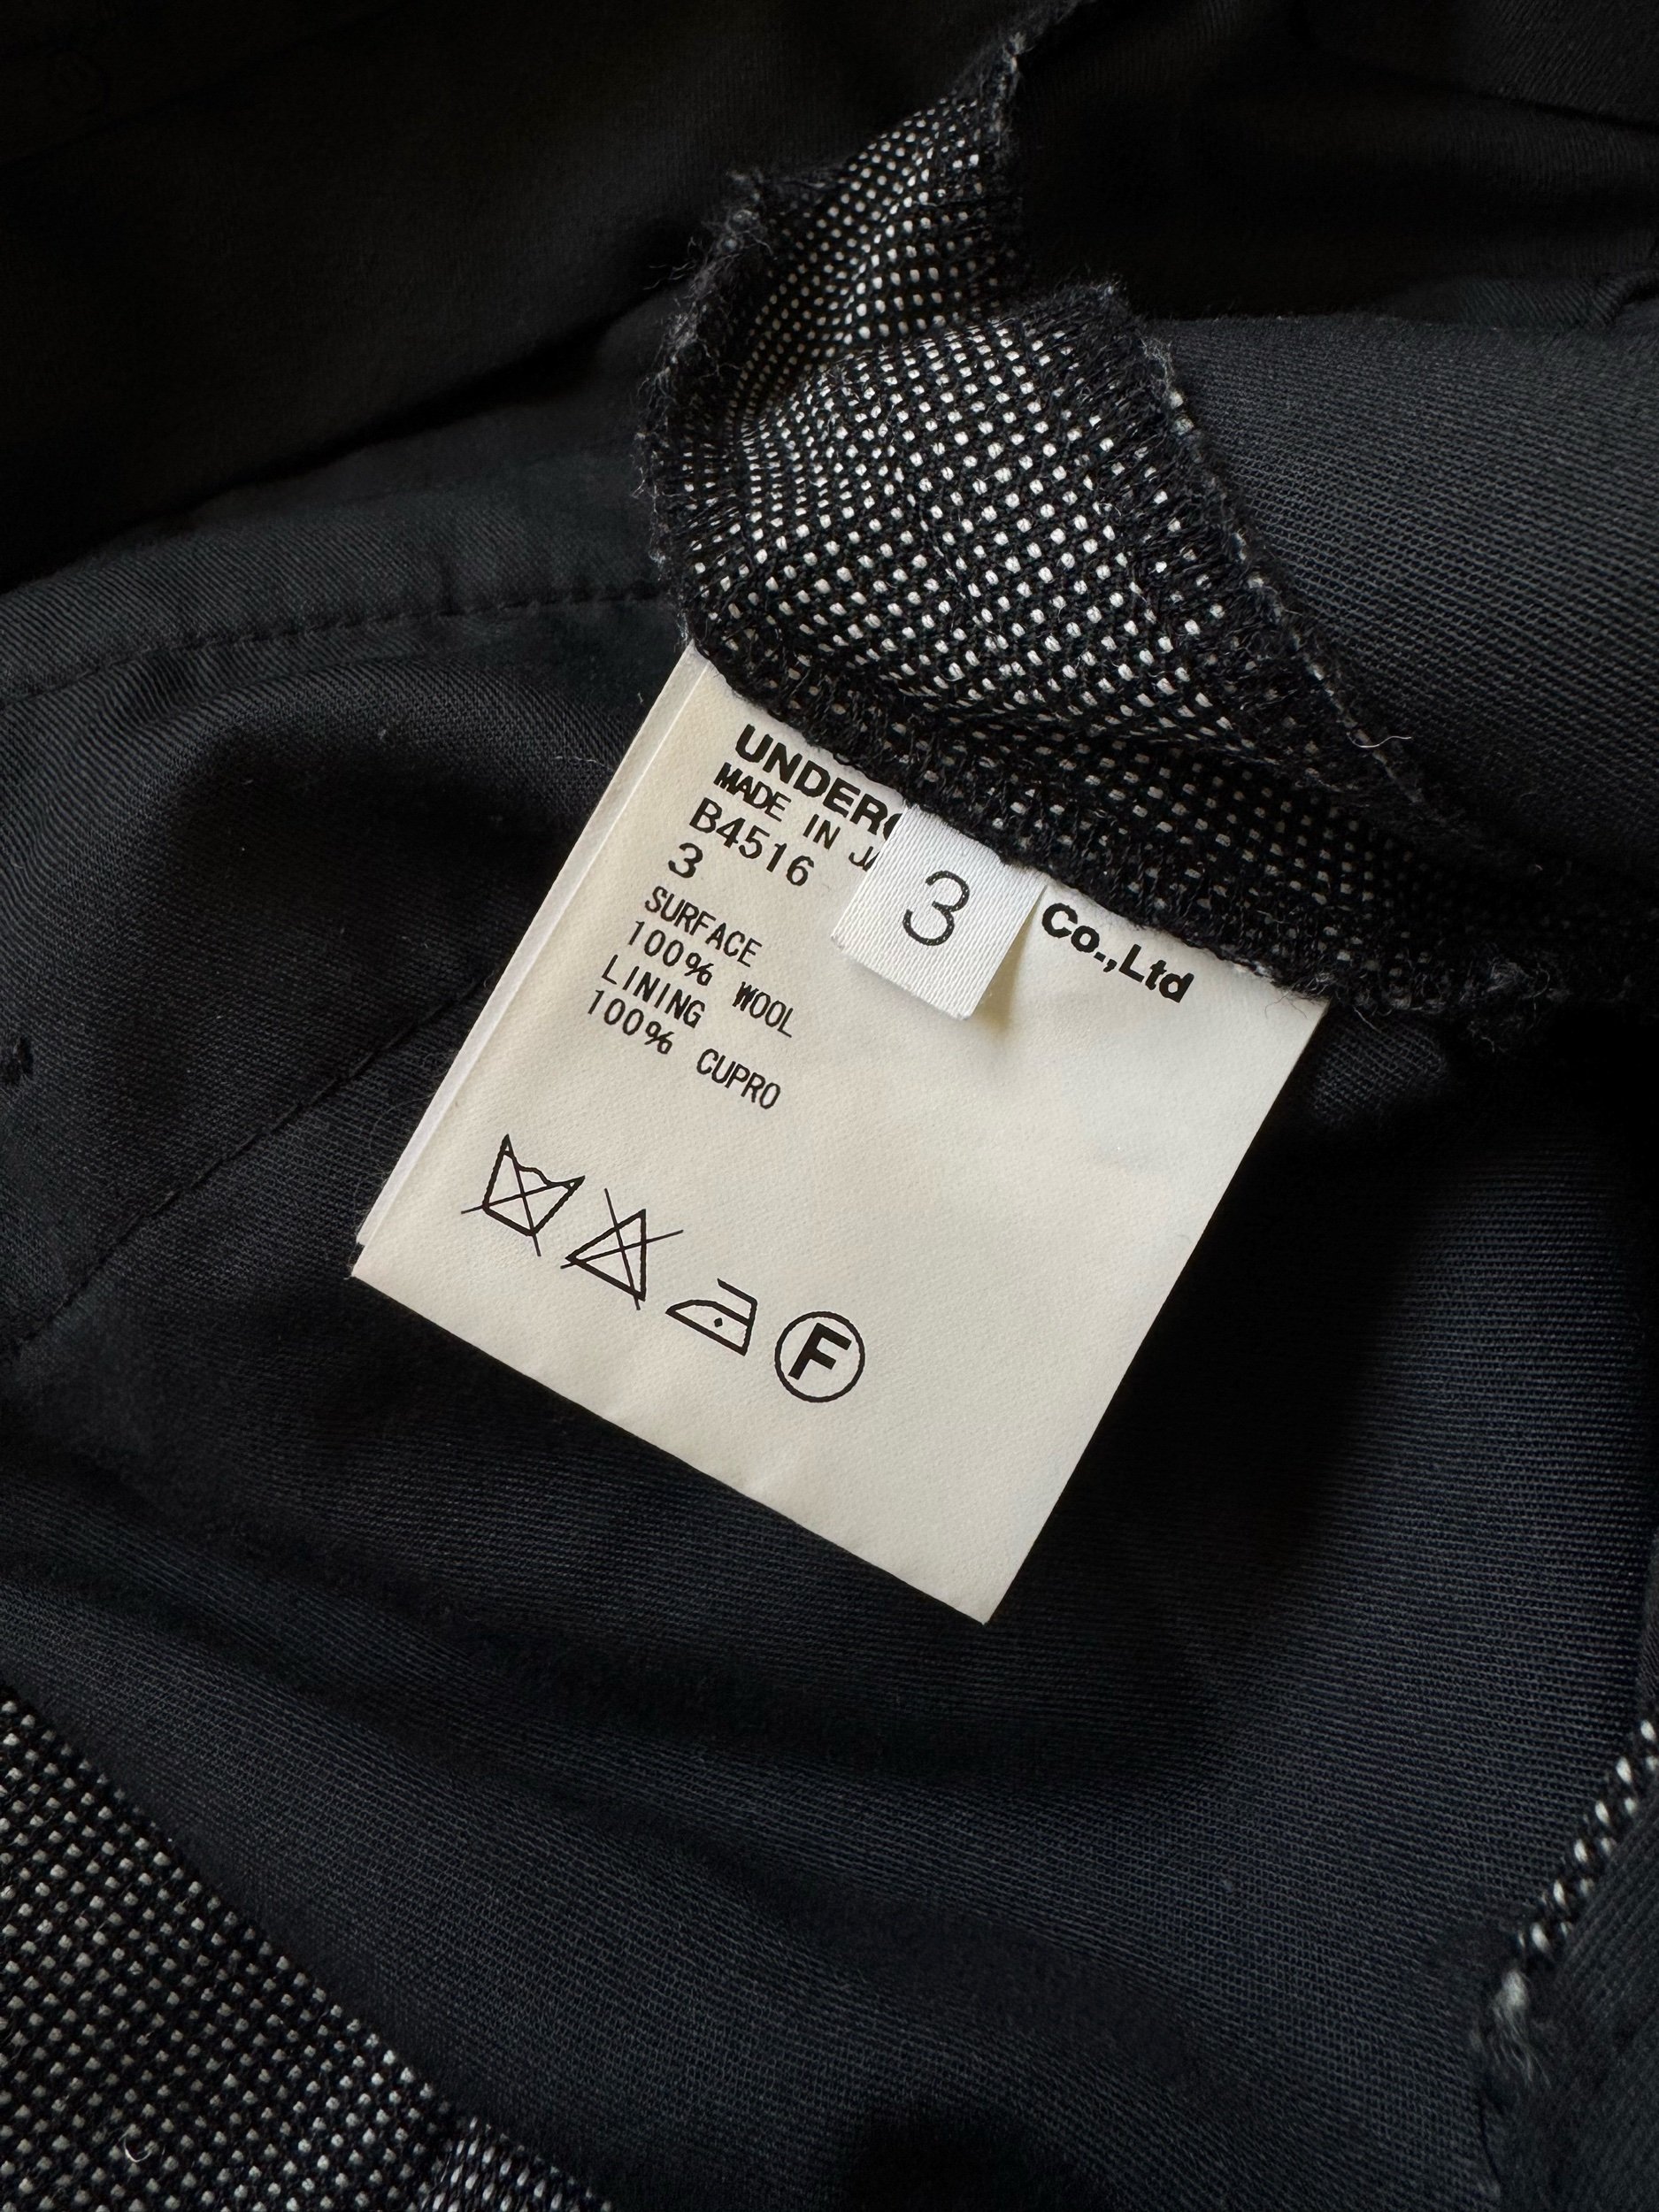 UNDERC Co.,Ltd
MADE IN JA
B4516
3
3
SURFACE
100% WOOL
LINING
100% CUPRO
F